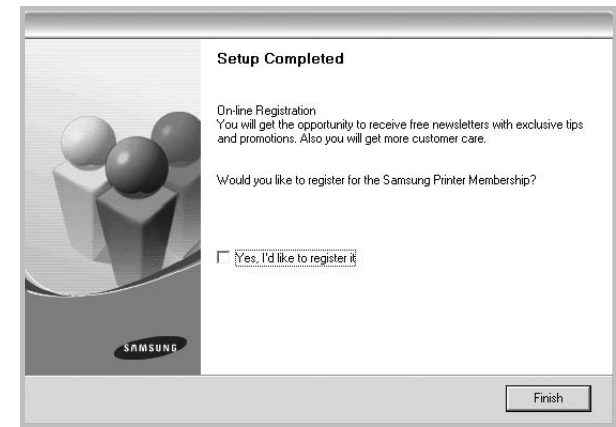 Setup Completed
On-line Registration
You will get the opportunity to receive free newsletters with exclusive tips
and promotions. Also you will get more customer care.
Would you like to register for the Samsung Printer Membership?
Yes, I'd like to register it
SAMSUNG
Finish